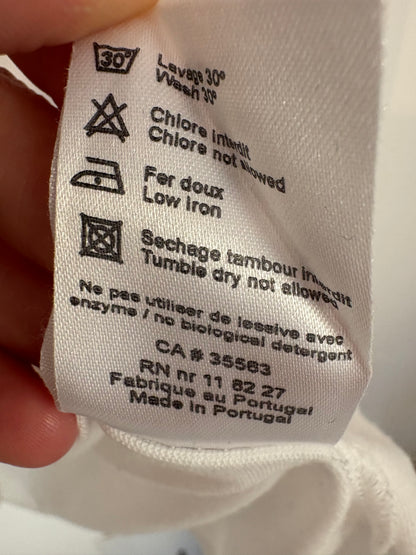 30°
Lavage 30°
Wash 30°
Chlore interdit
Chlore not allowed
Fer doux
Low iron
Sechage tambour interdit
Tumble dry not allowed
Ne pas utiliser de lessive avec
enzyme / no biological detergent
CA # 35563
RN nr 11 62 27
Fabrique au Portugal
Made in Portugal